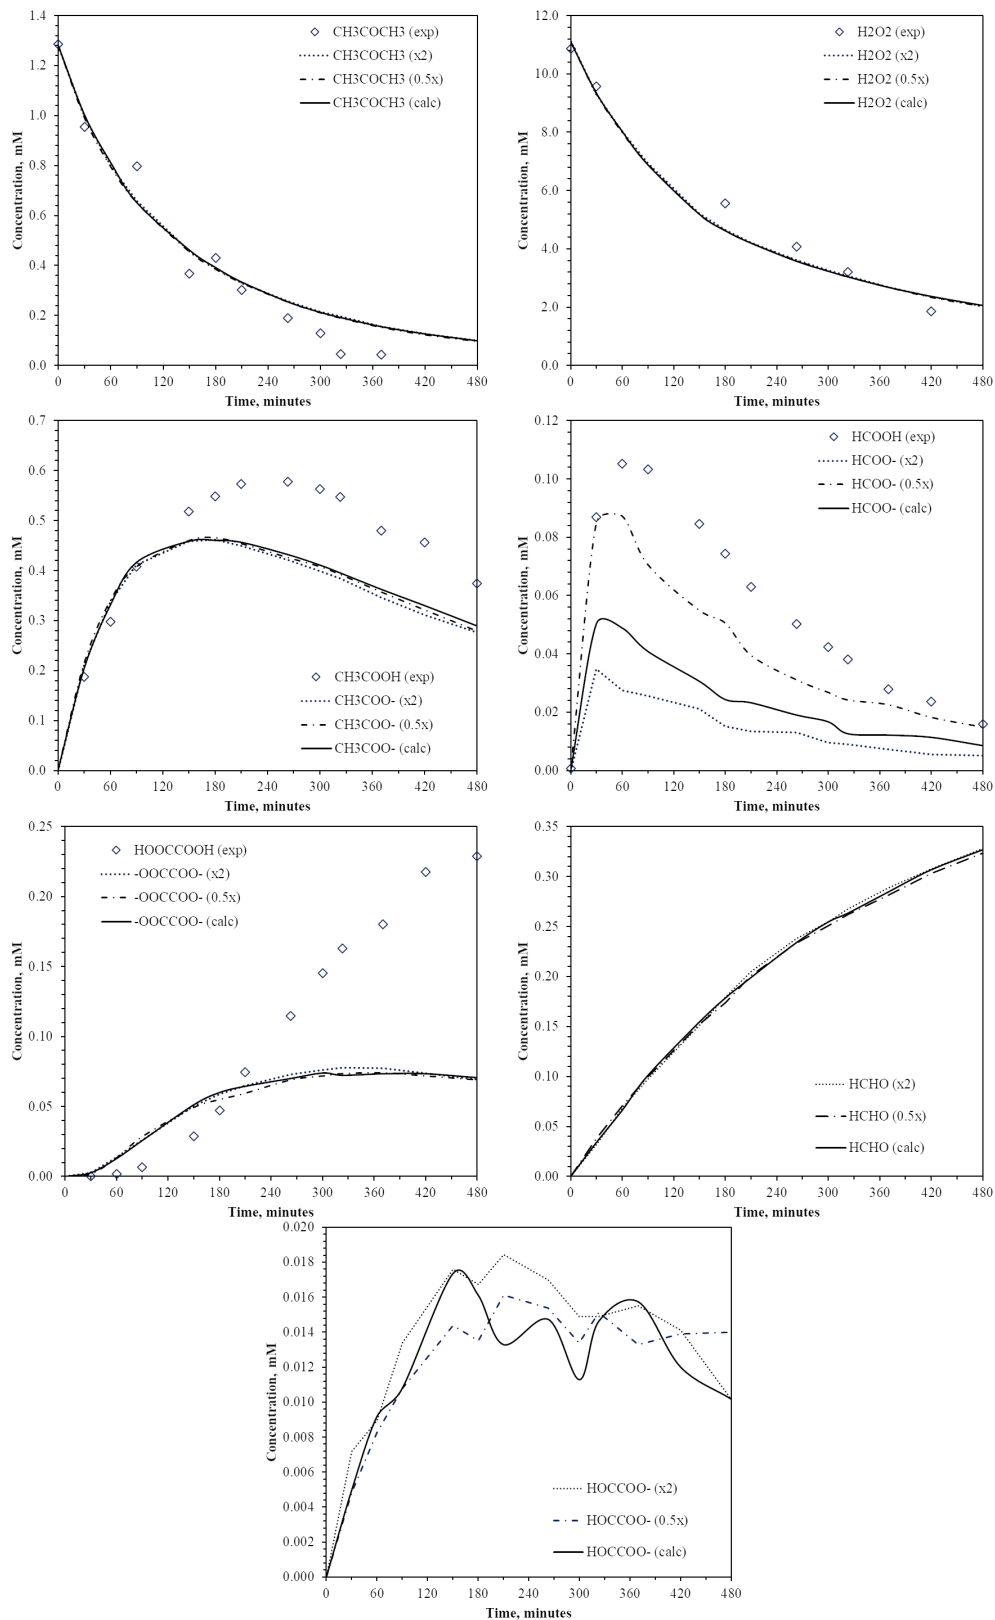 1.4
1.2
1.0
0.8
0.6
0.4
0.2
0.0
Concentration, mM
0 60 120 180 240 300 360 420 480
Time, minutes
CH3COCH3 (exp)
CH3COCH3 (x2)
CH3COCH3 (0.5x)
CH3COCH3 (calc)
12.0
10.0
8.0
6.0
4.0
2.0
0.0
Concentration, mM
0 60 120 180 240 300 360 420 480
Time, minutes
H2O2 (exp)
H2O2 (x2)
H2O2 (0.5x)
H2O2 (calc)
0.7
0.6
0.5
0.4
0.3
0.2
0.1
0.0
Concentration, mM
0 60 120 180 240 300 360 420 480
Time, minutes
CH3COOH (exp)
CH3COO- (x2)
CH3COO- (0.5x)
CH3COO- (calc)
0.12
0.10
0.08
0.06
0.04
0.02
0.00
Concentration, mM
0 60 120 180 240 300 360 420 480
Time, minutes
HCOOH (exp)
HCOO- (x2)
HCOO- (0.5x)
HCOO- (calc)
0.25
0.20
0.15
0.10
0.05
0.00
Concentration, mM
0 60 120 180 240 300 360 420 480
Time, minutes
HOOCCOOH (exp)
-OOCCOO- (x2)
-OOCCOO- (0.5x)
-OOCCOO- (calc)
0.35
0.30
0.25
0.20
0.15
0.10
0.05
0.00
Concentration, mM
0 60 120 180 240 300 360 420 480
Time, minutes
HCHO (x2)
HCHO (0.5x)
HCHO (calc)
0.020
0.018
0.016
0.014
0.012
0.010
0.008
0.006
0.004
0.002
0.000
Concentration, mM
0 60 120 180 240 300 360 420 480
Time, minutes
HOCCOO- (x2)
HOCCOO- (0.5x)
HOCCOO- (calc)